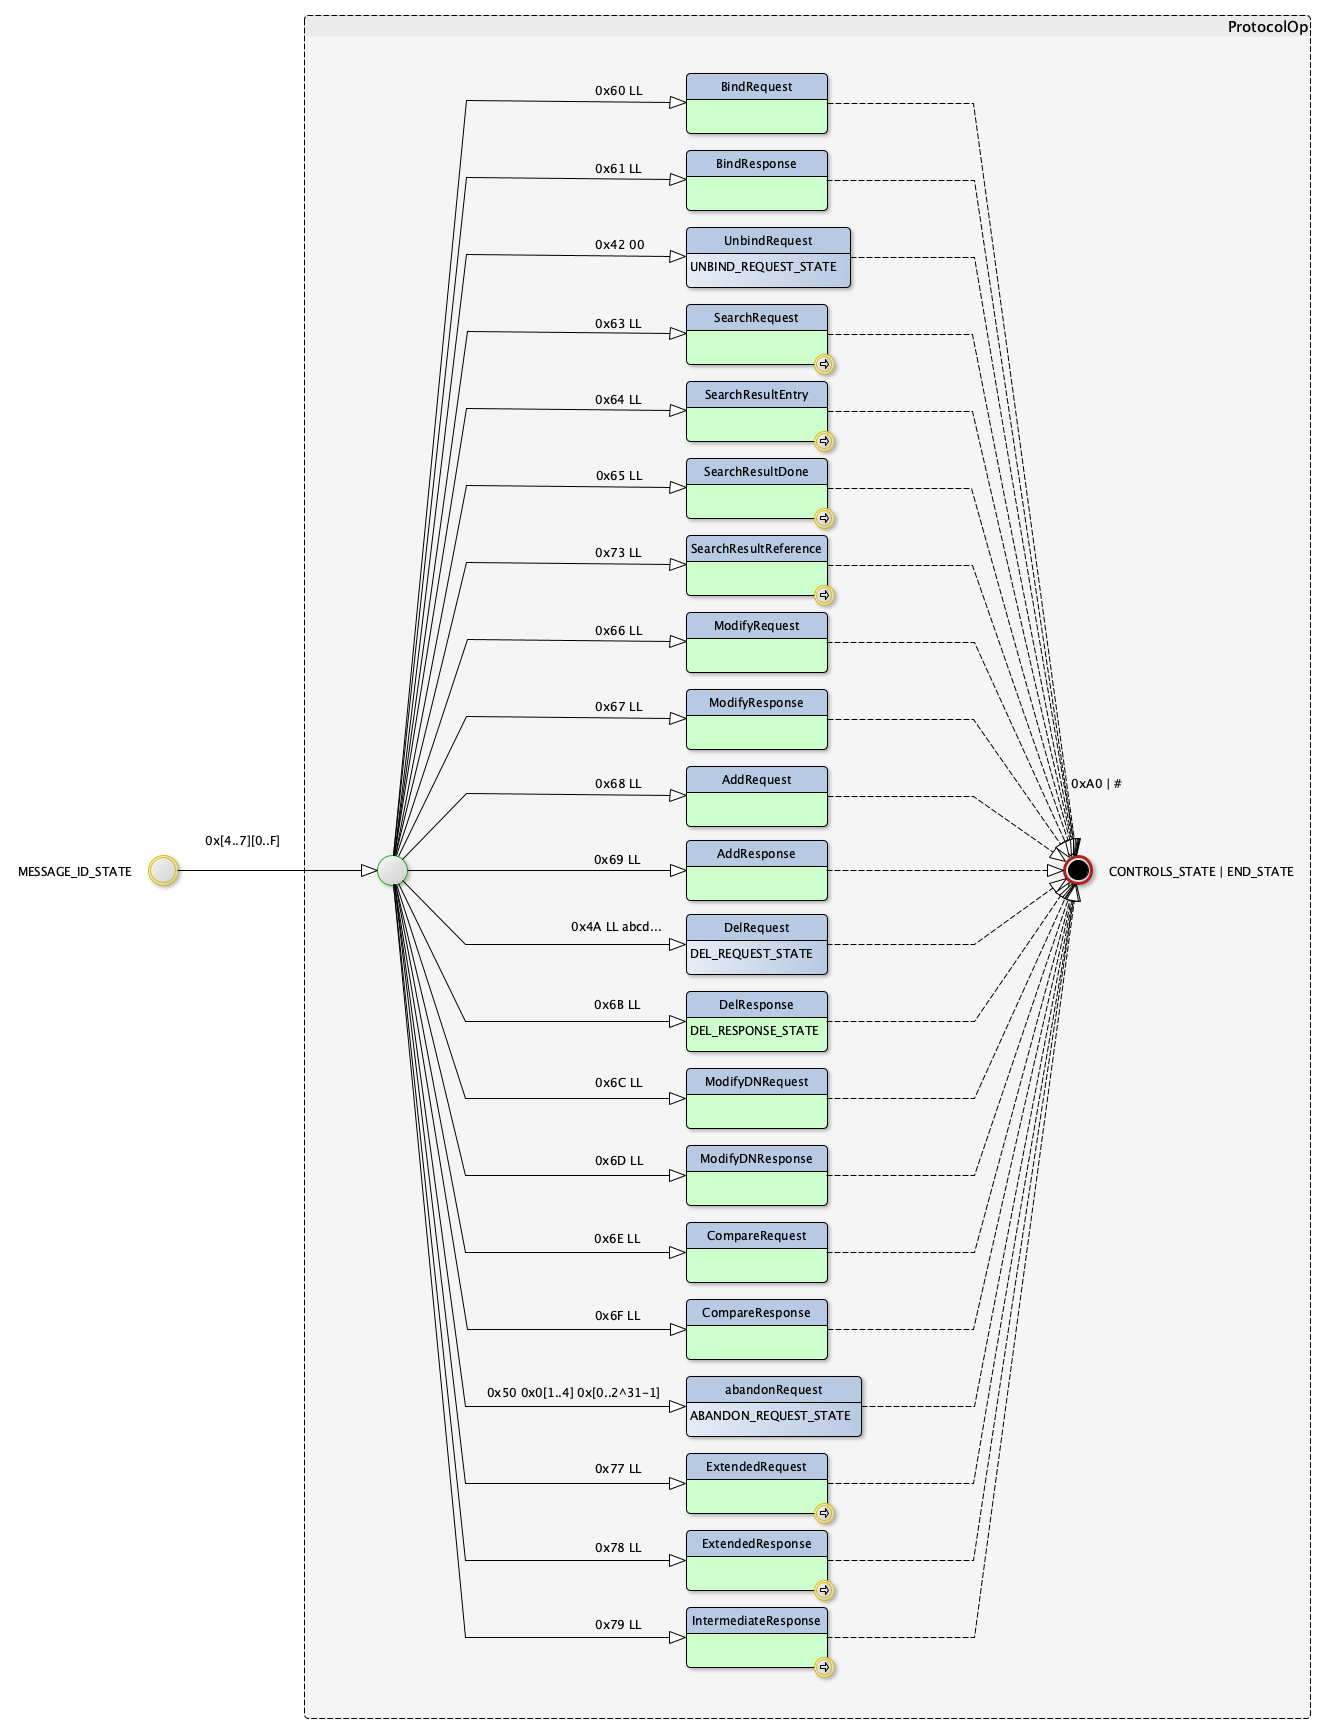 ProtocolOp
0x60 LL
BindRequest
0x61 LL
BindResponse
0x42 00
UnbindRequest
UNBIND_REQUEST_STATE
0x63 LL
SearchRequest
0x64 LL
SearchResultEntry
0x65 LL
SearchResultDone
0x73 LL
SearchResultReference
0x66 LL
ModifyRequest
0x67 LL
ModifyResponse
0x68 LL
AddRequest
0xA0 | #
0x[4..7][0..F]
MESSAGE_ID_STATE
0x69 LL
AddResponse
CONTROLS_STATE | END_STATE
0x4A LL abcd...
DelRequest
DEL_REQUEST_STATE
0x6B LL
DelResponse
DEL_RESPONSE_STATE
0x6C LL
ModifyDNRequest
0x6D LL
ModifyDNResponse
0x6E LL
CompareRequest
0x6F LL
CompareResponse
0x50 0x0[1..4] 0x[0..2^31-1]
abandonRequest
ABANDON_REQUEST_STATE
0x77 LL
ExtendedRequest
0x78 LL
ExtendedResponse
0x79 LL
IntermediateResponse